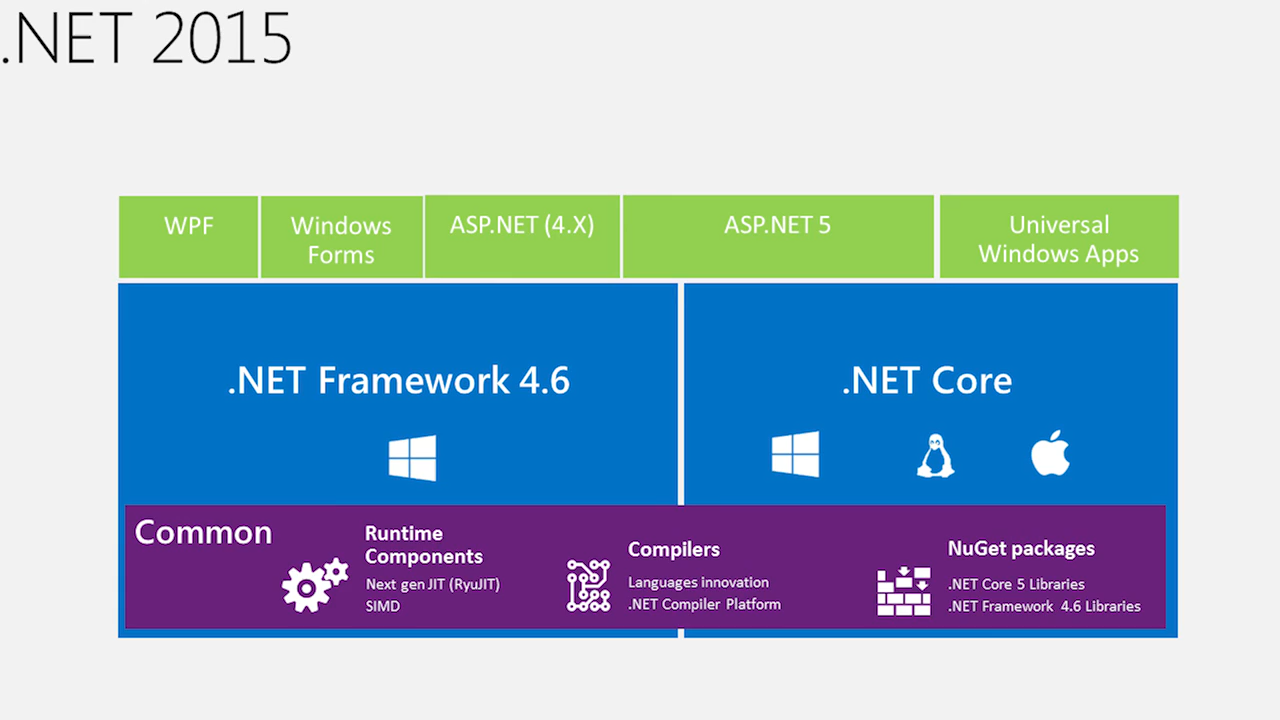 .NET 2015
WPF
Windows
Forms
ASP.NET (4.X)
ASP.NET 5
Universal
Windows Apps
.NET Framework 4.6
.NET Core
Common
Runtime
Components
Next gen JIT (RyuJIT)
SIMD
Compilers
Languages innovation
.NET Compiler Platform
NuGet packages
.NET Core 5 Libraries
.NET Framework 4.6 Libraries